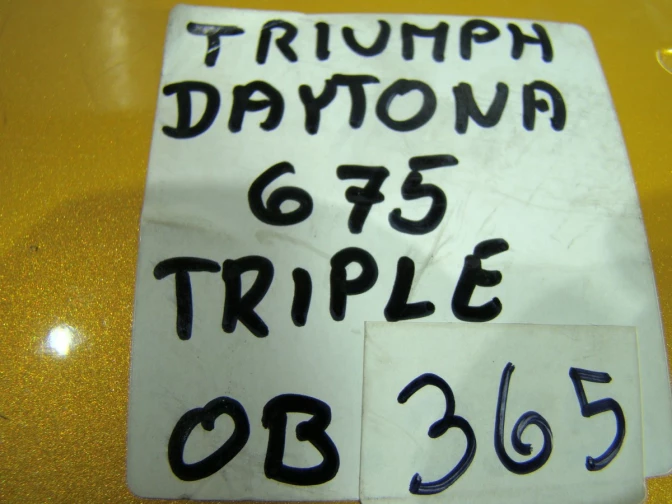 TRIUMPH
DAYTONA
675
TRIPLE
OB 365